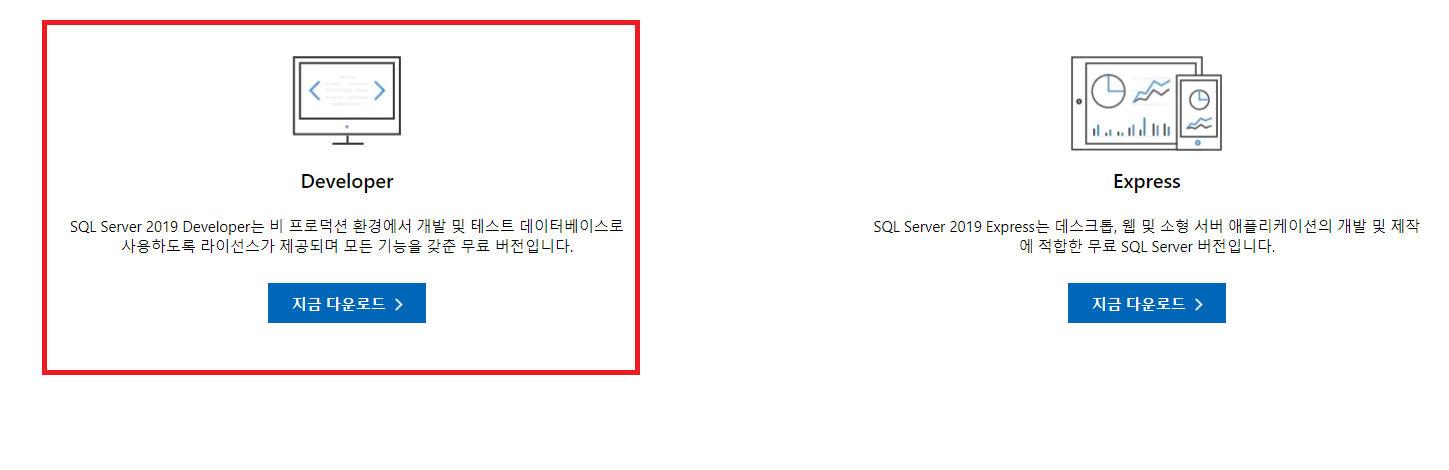 Developer
SQL Server 2019 Developer는 비 프로덕션 환경에서 개발 및 테스트 데이터베이스로
사용하도록 라이선스가 제공되며 모든 기능을 갖춘 무료 버전입니다.
지금 다운로드
Express
SQL Server 2019 Express는 데스크톱, 웹 및 소형 서버 애플리케이션의 개발 및 제작
에 적합한 무료 SQL Server 버전입니다.
지금 다운로드